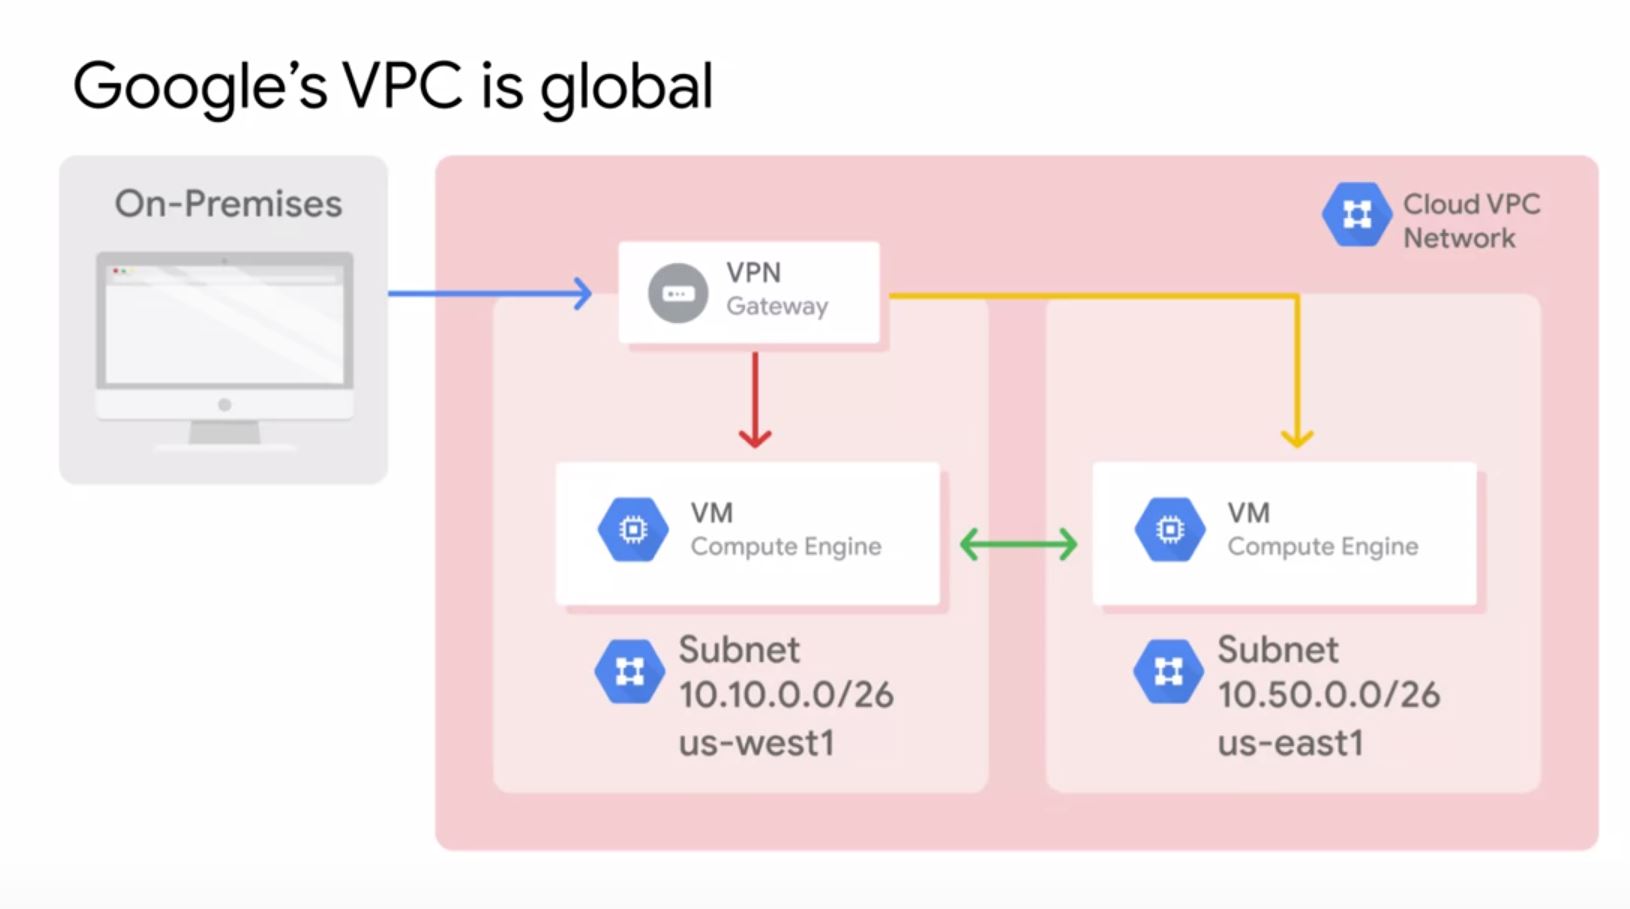 Google’s VPC is global
On-Premises
Cloud VPC
Network
VPN
Gateway
VM
Compute Engine
Subnet
10.10.0.0/26
us-west1
VM
Compute Engine
Subnet
10.50.0.0/26
us-east1